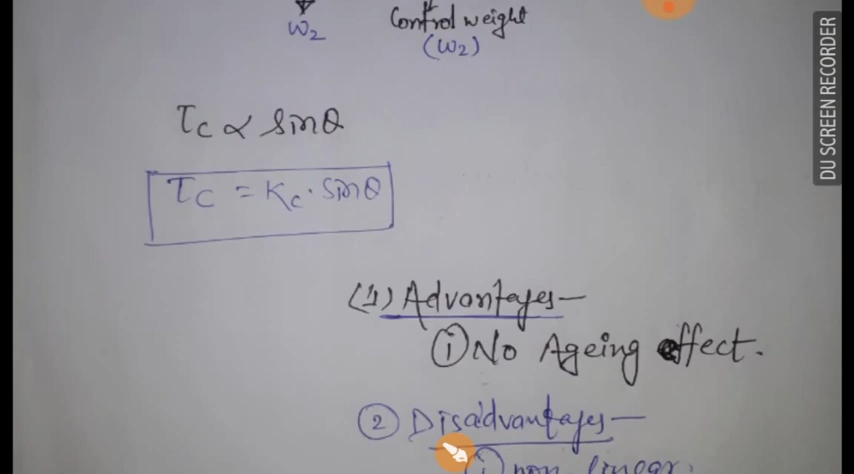 W2
Control weight
(W2)
DU SCREEN RECORDER
Tc ∝ sinθ
Tc = Kc · sinθ
(1) Advantages —
(i) No Ageing effect.
(2) Disadvantages —
(i) non linear.